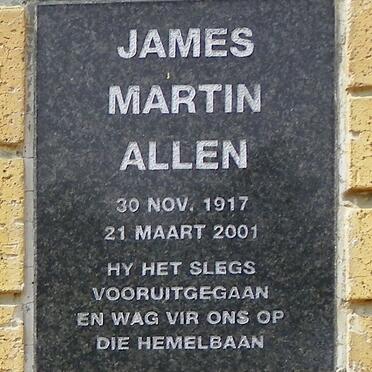 JAMES
MARTIN
ALLEN
30 NOV. 1917
21 MAART 2001
HY HET SLEGS
VOORUITGEGAAN
EN WAG VIR ONS OP
DIE HEMELBAAN